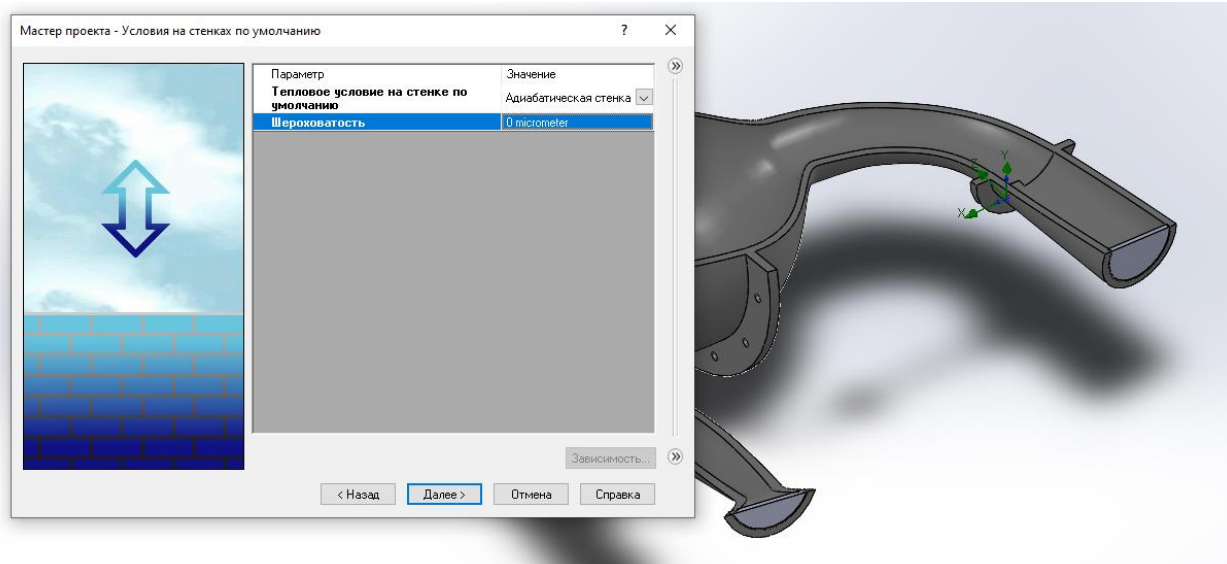 Мастер проекта - Условия на стенках по умолчанию
?
Параметр Значение
Тепловое условие на стенке по умолчанию Адиабатическая стенка
Шероховатость 0 micrometer
Зависимость...
< Назад Далее > Отмена Справка
Y
Z
X